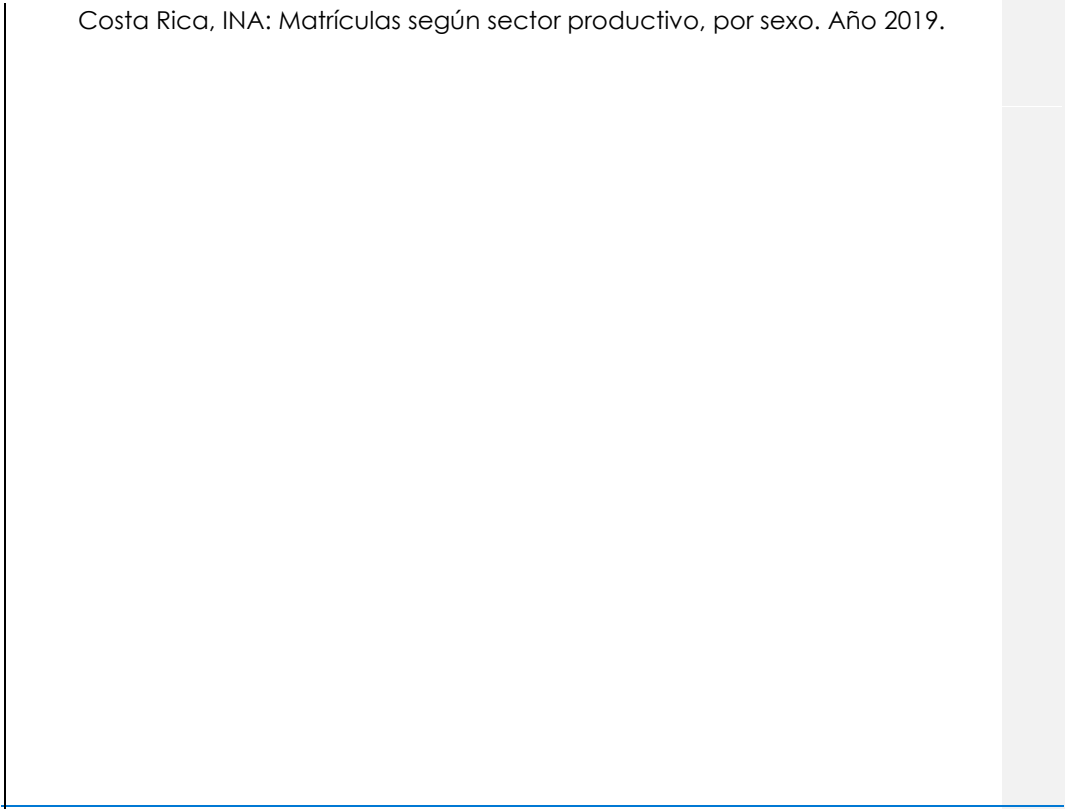 Costa Rica, INA: Matrículas según sector productivo, por sexo. Año 2019.